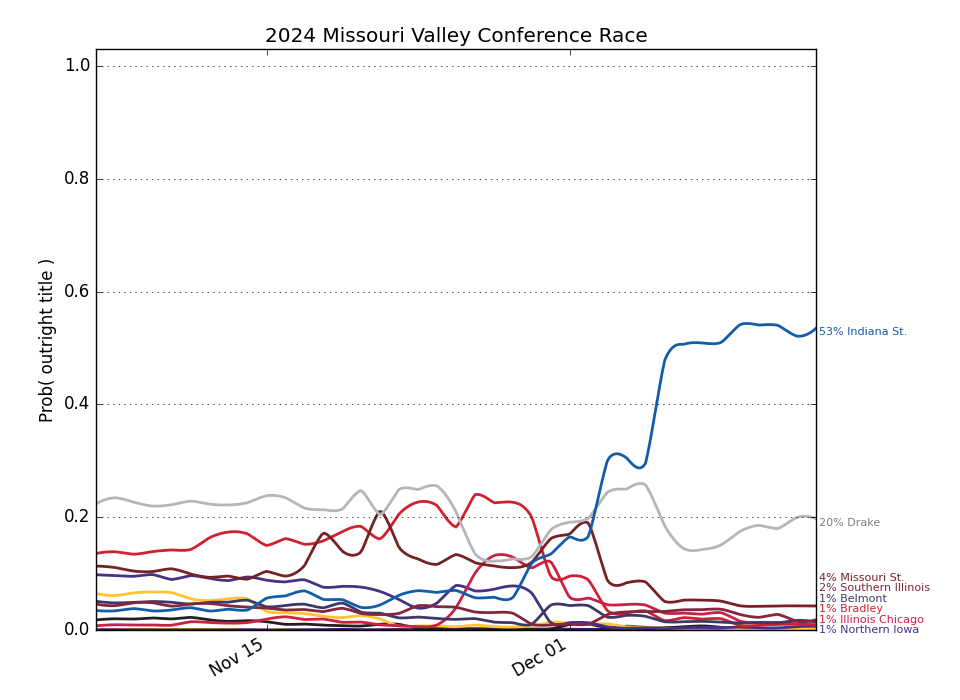 2024 Missouri Valley Conference Race
Prob( outright title )
1.0
0.8
0.6
0.4
0.2
0.0
Nov 15
Dec 01
53% Indiana St.
20% Drake
4% Missouri St.
2% Southern Illinois
1% Belmont
1% Bradley
1% Illinois Chicago
1% Northern Iowa